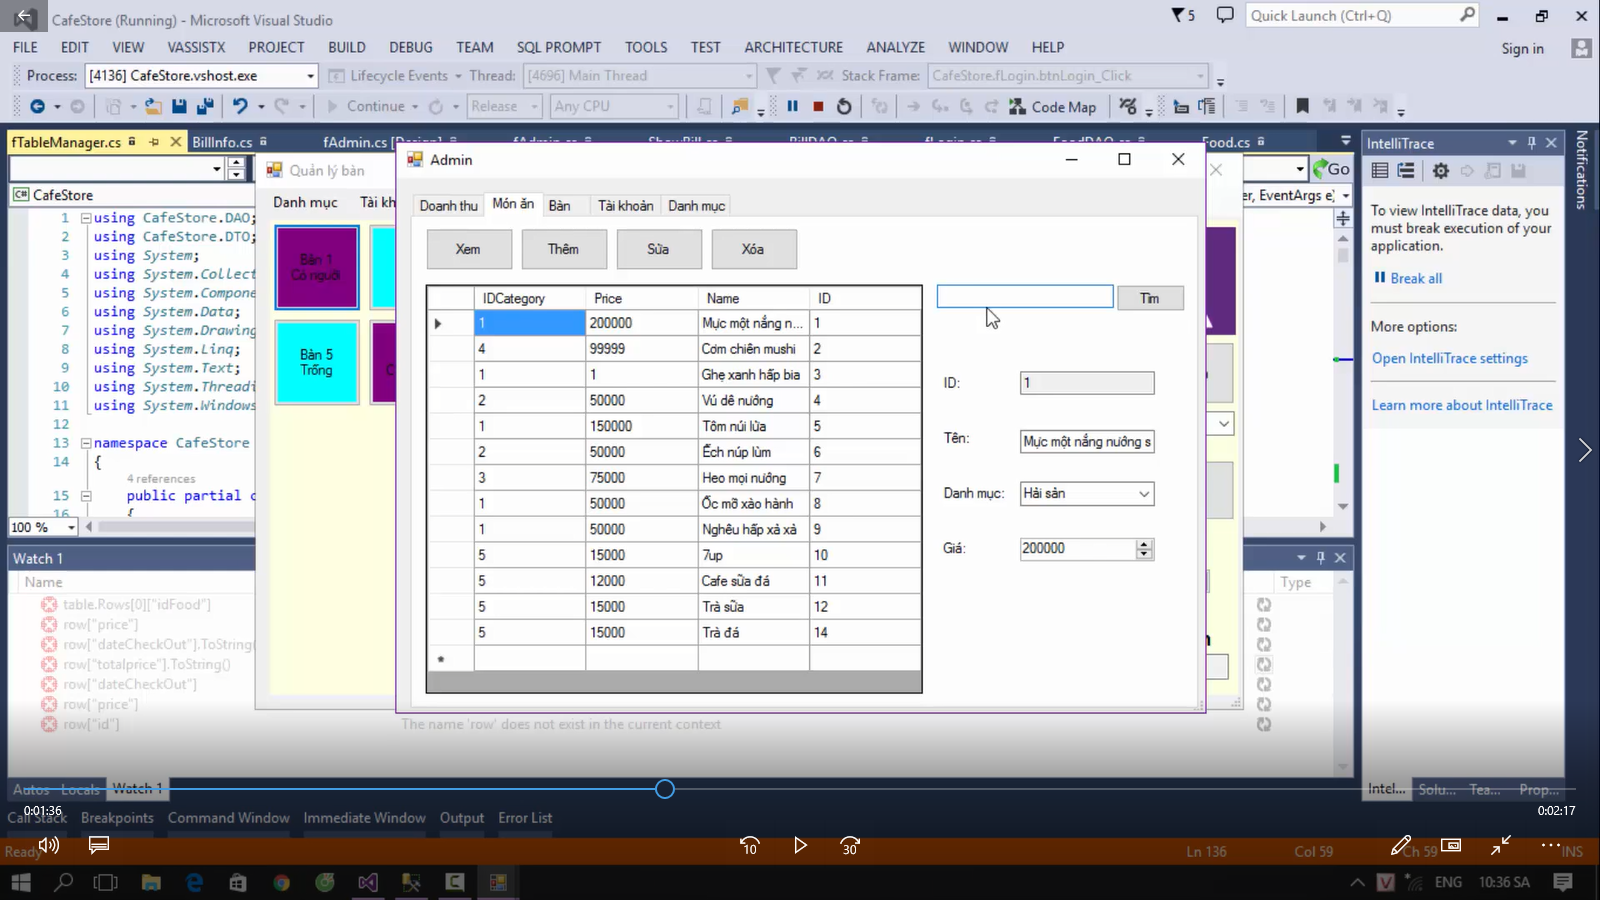 CafeStore (Running) - Microsoft Visual Studio
5
Quick Launch (Ctrl+Q)
FILE EDIT VIEW VASSISTX PROJECT BUILD DEBUG TEAM SQL PROMPT TOOLS TEST ARCHITECTURE ANALYZE WINDOW HELP
Sign in
Process: [4136] CafeStore.vshost.exe Lifecycle Events Thread: [4696] Main Thread Stack Frame: CafeStore.fLogin.btnLogin_Click
Continue Release Any CPU Code Map
fTableManager.cs BillInfo.cs fAdmin.cs [Design] fAdmin.cs ShowBill.cs BillDAO.cs fLogin.cs FoodDAO.cs Food.cs
Go
CafeStore
er, EventArgs e)
1 using CafeStore.DAO;
2 using CafeStore.DTO;
3 using System;
4 using System.Collect
5 using System.Compone
6 using System.Data;
7 using System.Drawing
8 using System.Linq;
9 using System.Text;
10 using System.Threadi
11 using System.Windows
12
13 namespace CafeStore
14 {
4 references
15 public partial c
16 {
100 %
Quản lý bàn
Danh mục Tài kh
Bàn 1
Có người
Bàn 5
Trống
Admin
Doanh thu Món ăn Bàn Tài khoản Danh mục
Xem Thêm Sửa Xóa
IDCategory Price Name ID
1 200000 Mực một nắng n... 1
4 99999 Cơm chiên mushi 2
1 1 Ghẹ xanh hấp bia 3
2 50000 Vú dê nướng 4
1 150000 Tôm núi lửa 5
2 50000 Ếch núp lùm 6
3 75000 Heo mọi nướng 7
1 50000 Ốc mỡ xào hành 8
1 50000 Nghêu hấp xả xả 9
5 15000 7up 10
5 12000 Cafe sữa đá 11
5 15000 Trà sữa 12
5 15000 Trà đá 14
*
Tìm
ID: 1
Tên: Mực một nắng nướng s
Danh mục: Hải sản
Giá: 200000
IntelliTrace
To view IntelliTrace data, you
must break execution of your
application.
Break all
More options:
Open IntelliTrace settings
Learn more about IntelliTrace
Notifications
Watch 1
Name
Type
table.Rows[0]["idFood"]
row["price"]
row["dateCheckOut"].ToString(
row["totalprice"].ToString()
row["dateCheckOut"]
row["price"]
row["id"]
The name 'row' does not exist in the current context
Autos Locals Watch 1
Intel... Solu... Tea... Prop...
0:01:36
0:02:17
Call Stack Breakpoints Command Window Immediate Window Output Error List
Ready
10
30
Ln 136 Col 59 Ch 59 INS
ENG 10:36 SA